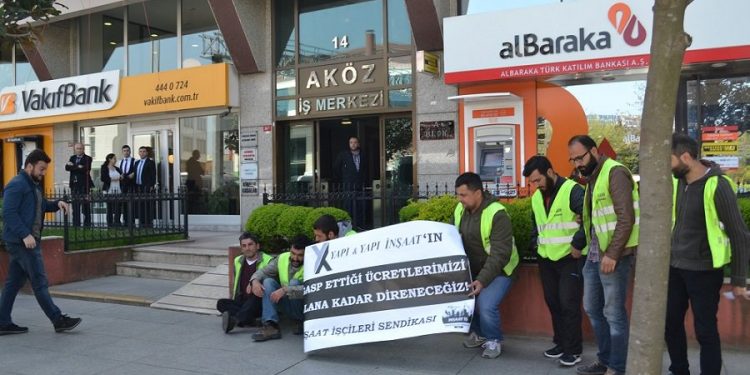 14
AKÖZ
İŞ MERKEZİ
VakıfBank
444 0 724
vakifbank.com.tr
alBaraka
ALBARAKA TÜRK KATILIM BANKASI A.Ş.
YAPI & YAPI İNŞAAT'IN
ASP ETTİĞİ ÜCRETLERİMİZİ
LANA KADAR DİRENECEĞİZ!
SAAT İŞÇİLERİ SENDİKASI